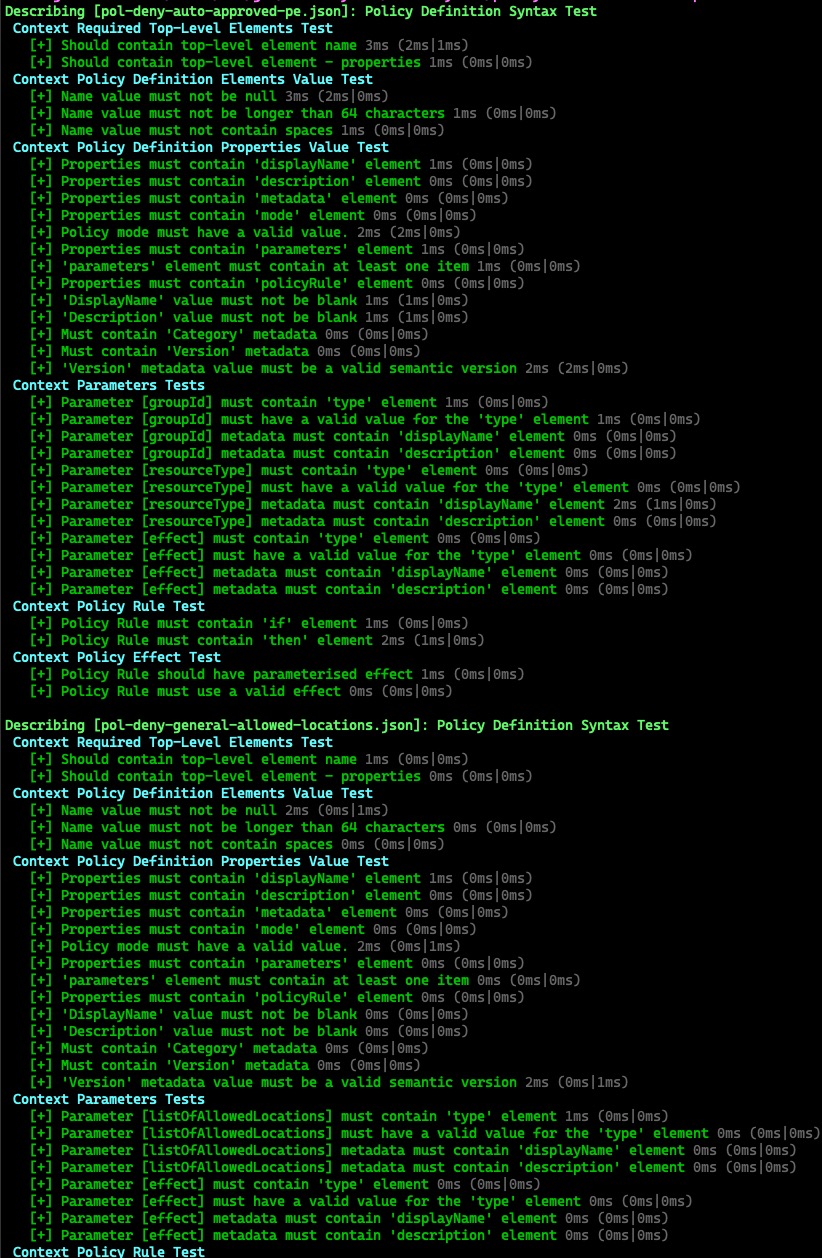 Describing [pol-deny-auto-approved-pe.json]: Policy Definition Syntax Test
Context Required Top-Level Elements Test
[+] Should contain top-level element name 3ms (2ms|1ms)
[+] Should contain top-level element - properties 1ms (0ms|0ms)
Context Policy Definition Elements Value Test
[+] Name value must not be null 3ms (2ms|0ms)
[+] Name value must not be longer than 64 characters 1ms (0ms|0ms)
[+] Name value must not contain spaces 1ms (0ms|0ms)
Context Policy Definition Properties Value Test
[+] Properties must contain 'displayName' element 1ms (0ms|0ms)
[+] Properties must contain 'description' element 0ms (0ms|0ms)
[+] Properties must contain 'metadata' element 0ms (0ms|0ms)
[+] Properties must contain 'mode' element 0ms (0ms|0ms)
[+] Policy mode must have a valid value. 2ms (2ms|0ms)
[+] Properties must contain 'parameters' element 1ms (0ms|0ms)
[+] 'parameters' element must contain at least one item 1ms (0ms|0ms)
[+] Properties must contain 'policyRule' element 0ms (0ms|0ms)
[+] 'DisplayName' value must not be blank 1ms (1ms|0ms)
[+] 'Description' value must not be blank 1ms (1ms|0ms)
[+] Must contain 'Category' metadata 0ms (0ms|0ms)
[+] Must contain 'Version' metadata 0ms (0ms|0ms)
[+] 'Version' metadata value must be a valid semantic version 2ms (2ms|0ms)
Context Parameters Tests
[+] Parameter [groupId] must contain 'type' element 1ms (0ms|0ms)
[+] Parameter [groupId] must have a valid value for the 'type' element 1ms (0ms|0ms)
[+] Parameter [groupId] metadata must contain 'displayName' element 0ms (0ms|0ms)
[+] Parameter [groupId] metadata must contain 'description' element 0ms (0ms|0ms)
[+] Parameter [resourceType] must contain 'type' element 0ms (0ms|0ms)
[+] Parameter [resourceType] must have a valid value for the 'type' element 0ms (0ms|0ms)
[+] Parameter [resourceType] metadata must contain 'displayName' element 2ms (1ms|0ms)
[+] Parameter [resourceType] metadata must contain 'description' element 0ms (0ms|0ms)
[+] Parameter [effect] must contain 'type' element 0ms (0ms|0ms)
[+] Parameter [effect] must have a valid value for the 'type' element 0ms (0ms|0ms)
[+] Parameter [effect] metadata must contain 'displayName' element 0ms (0ms|0ms)
[+] Parameter [effect] metadata must contain 'description' element 0ms (0ms|0ms)
Context Policy Rule Test
[+] Policy Rule must contain 'if' element 1ms (0ms|0ms)
[+] Policy Rule must contain 'then' element 2ms (1ms|0ms)
Context Policy Effect Test
[+] Policy Rule should have parameterised effect 1ms (0ms|0ms)
[+] Policy Rule must use a valid effect 0ms (0ms|0ms)
Describing [pol-deny-general-allowed-locations.json]: Policy Definition Syntax Test
Context Required Top-Level Elements Test
[+] Should contain top-level element name 1ms (0ms|0ms)
[+] Should contain top-level element - properties 0ms (0ms|0ms)
Context Policy Definition Elements Value Test
[+] Name value must not be null 2ms (0ms|1ms)
[+] Name value must not be longer than 64 characters 0ms (0ms|0ms)
[+] Name value must not contain spaces 0ms (0ms|0ms)
Context Policy Definition Properties Value Test
[+] Properties must contain 'displayName' element 1ms (0ms|0ms)
[+] Properties must contain 'description' element 0ms (0ms|0ms)
[+] Properties must contain 'metadata' element 0ms (0ms|0ms)
[+] Properties must contain 'mode' element 0ms (0ms|0ms)
[+] Policy mode must have a valid value. 2ms (0ms|1ms)
[+] Properties must contain 'parameters' element 0ms (0ms|0ms)
[+] 'parameters' element must contain at least one item 0ms (0ms|0ms)
[+] Properties must contain 'policyRule' element 0ms (0ms|0ms)
[+] 'DisplayName' value must not be blank 0ms (0ms|0ms)
[+] 'Description' value must not be blank 0ms (0ms|0ms)
[+] Must contain 'Category' metadata 0ms (0ms|0ms)
[+] Must contain 'Version' metadata 0ms (0ms|0ms)
[+] 'Version' metadata value must be a valid semantic version 2ms (0ms|1ms)
Context Parameters Tests
[+] Parameter [listOfAllowedLocations] must contain 'type' element 1ms (0ms|0ms)
[+] Parameter [listOfAllowedLocations] must have a valid value for the 'type' element 0ms (0ms|0ms)
[+] Parameter [listOfAllowedLocations] metadata must contain 'displayName' element 0ms (0ms|0ms)
[+] Parameter [listOfAllowedLocations] metadata must contain 'description' element 0ms (0ms|0ms)
[+] Parameter [effect] must contain 'type' element 0ms (0ms|0ms)
[+] Parameter [effect] must have a valid value for the 'type' element 0ms (0ms|0ms)
[+] Parameter [effect] metadata must contain 'displayName' element 0ms (0ms|0ms)
[+] Parameter [effect] metadata must contain 'description' element 0ms (0ms|0ms)
Context Policy Rule Test